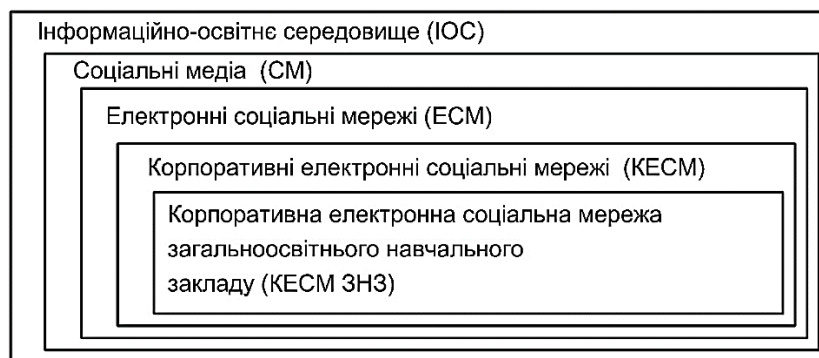 Інформаційно-освітнє середовище (ІОС)
Соціальні медіа (СМ)
Електронні соціальні мережі (ЕСМ)
Корпоративні електронні соціальні мережі (КЕСМ)
Корпоративна електронна соціальна мережа
загальноосвітнього навчального
закладу (КЕСМ ЗНЗ)